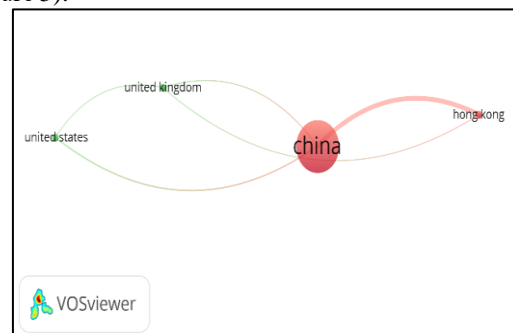 united kingdom
hong kong
united states
china
VOSviewer